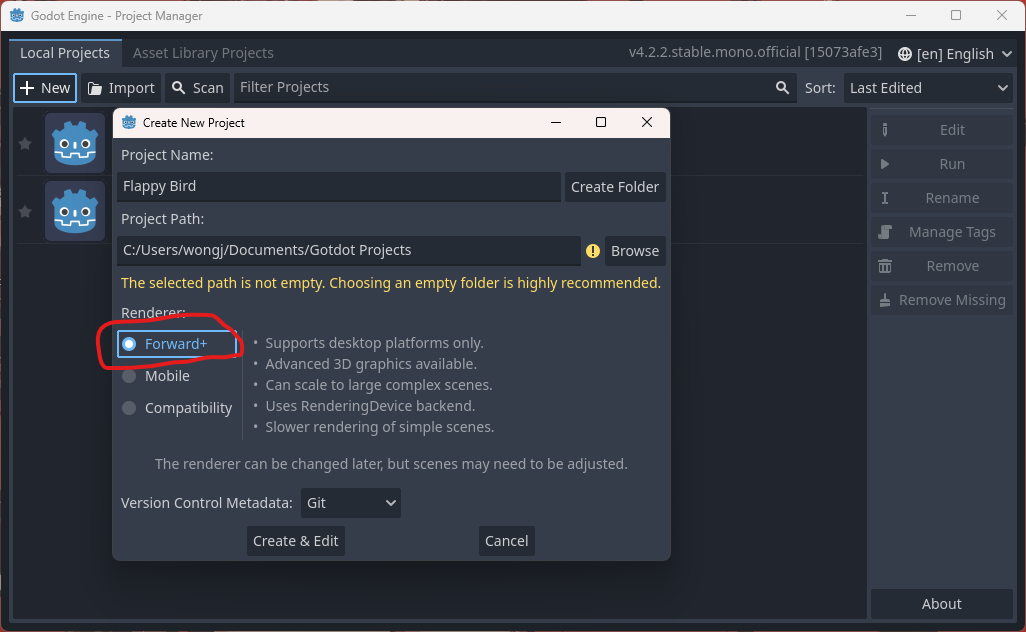 Godot Engine - Project Manager
Local Projects Asset Library Projects v4.2.2.stable.mono.official [15073afe3] [en] English
New Import Scan Filter Projects Sort: Last Edited
Create New Project
Project Name:
Flappy Bird Create Folder
Project Path:
C:/Users/wongj/Documents/Gotdot Projects Browse
The selected path is not empty. Choosing an empty folder is highly recommended.
Renderer:
Forward+
Mobile
Compatibility
• Supports desktop platforms only.
• Advanced 3D graphics available.
• Can scale to large complex scenes.
• Uses RenderingDevice backend.
• Slower rendering of simple scenes.
The renderer can be changed later, but scenes may need to be adjusted.
Version Control Metadata: Git
Create & Edit Cancel
Edit
Run
Rename
Manage Tags
Remove
Remove Missing
About